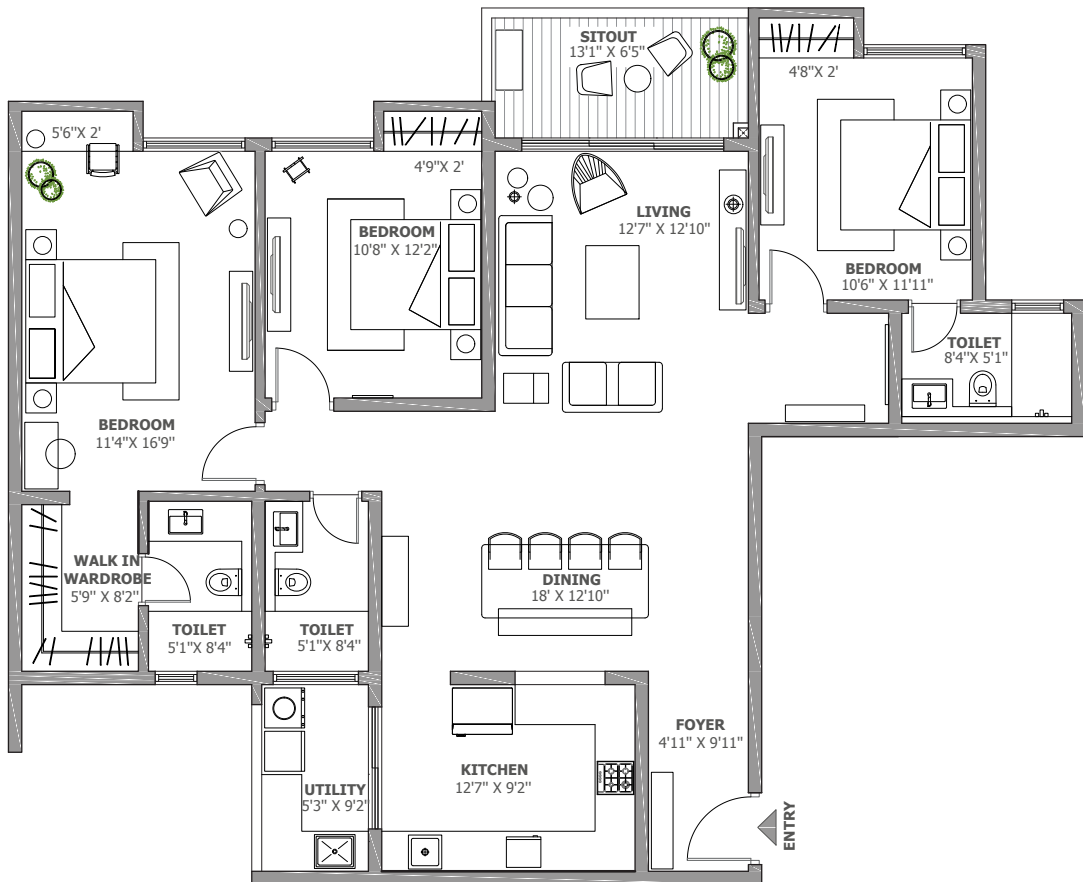 SITOUT
13'1" X 6'5"
4'8"X 2'
5'6"X 2'
4'9"X 2'
LIVING
12'7" X 12'10"
BEDROOM
10'8" X 12'2"
BEDROOM
10'6" X 11'11"
TOILET
8'4"X 5'1"
BEDROOM
11'4"X 16'9"
WALK IN
WARDROBE
5'9" X 8'2"
DINING
18' X 12'10"
TOILET
5'1"X 8'4"
TOILET
5'1"X 8'4"
FOYER
4'11" X 9'11"
KITCHEN
12'7" X 9'2"
UTILITY
5'3" X 9'2"
ENTRY